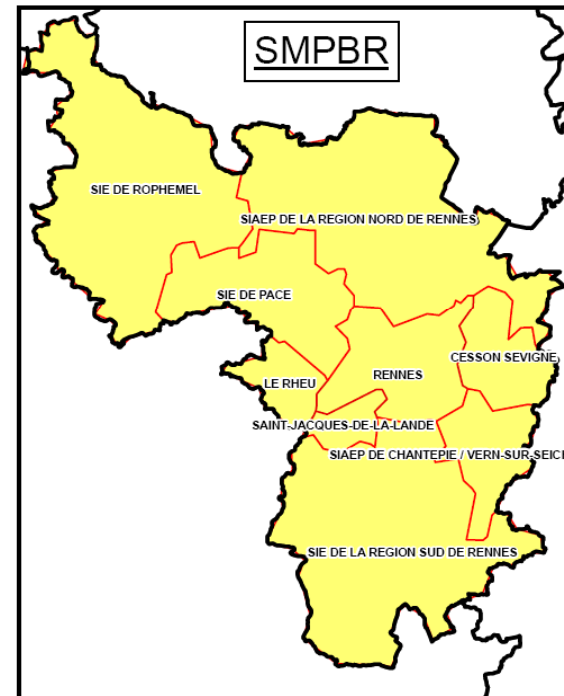 SMPBR
SIE DE ROPHEMEL
SIAEP DE LA REGION NORD DE RENNES
SIE DE PACE
CESSON SEVIGNE
LE RHEU
RENNES
SAINT-JACQUES-DE-LA-LANDE
SIAEP DE CHANTEPIE / VERN-SUR-SEICH
SIE DE LA REGION SUD DE RENNES